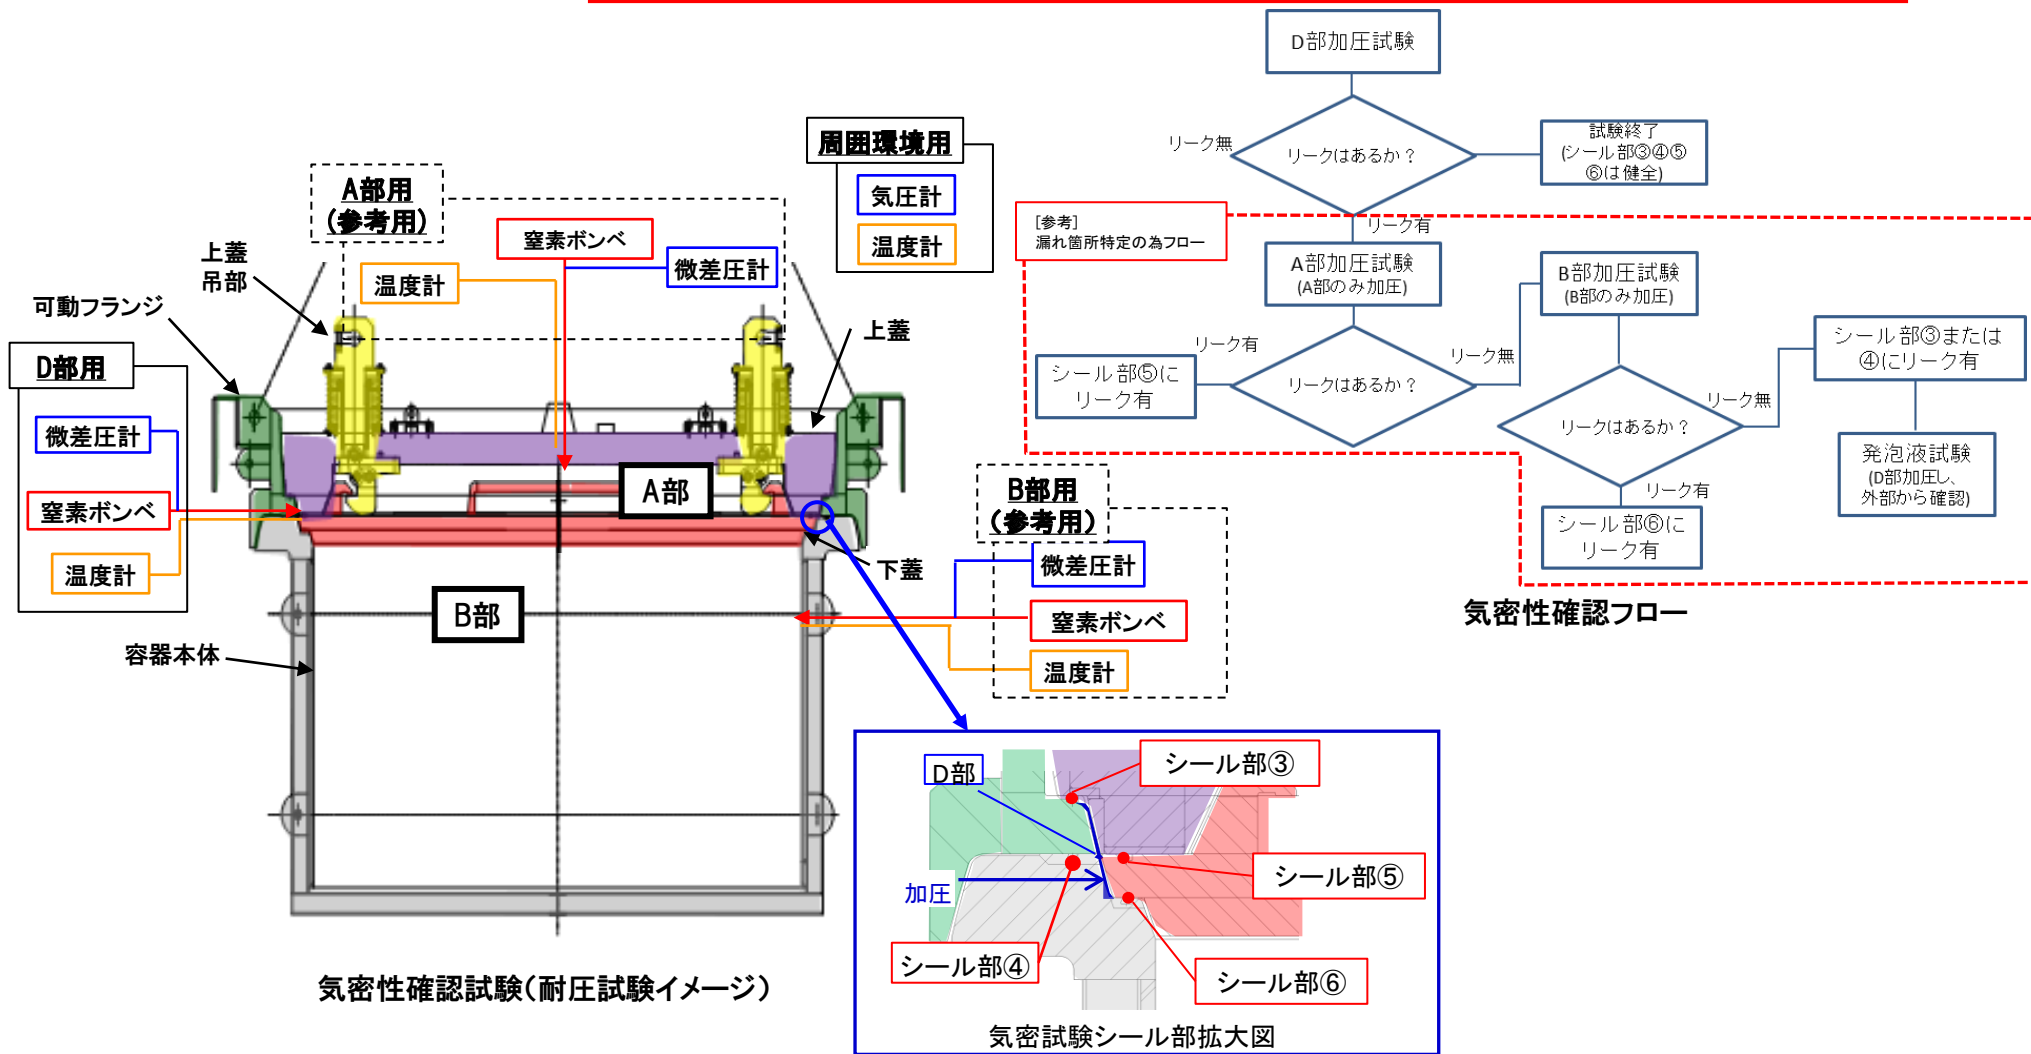 周囲環境用
気圧計
温度計
A部用
(参考用)
窒素ボンベ
微差圧計
温度計
上蓋
吊部
可動フランジ
上蓋
D部用
微差圧計
窒素ボンベ
温度計
A部
B部
下蓋
容器本体
B部用
(参考用)
微差圧計
窒素ボンベ
温度計
気密性確認試験(耐圧試験イメージ)
D部
シール部③
シール部⑤
加圧
シール部④
シール部⑥
気密試験シール部拡大図
D部加圧試験
リークはあるか？
リーク無
試験終了
(シール部③④⑤
⑥は健全)
リーク有
[参考]
漏れ箇所特定の為フロー
A部加圧試験
(A部のみ加圧)
リークはあるか？
リーク有
シール部⑤に
リーク有
リーク無
B部加圧試験
(B部のみ加圧)
リークはあるか？
リーク無
シール部③または
④にリーク有
発泡液試験
(D部加圧し、
外部から確認)
リーク有
シール部⑥に
リーク有
気密性確認フロー